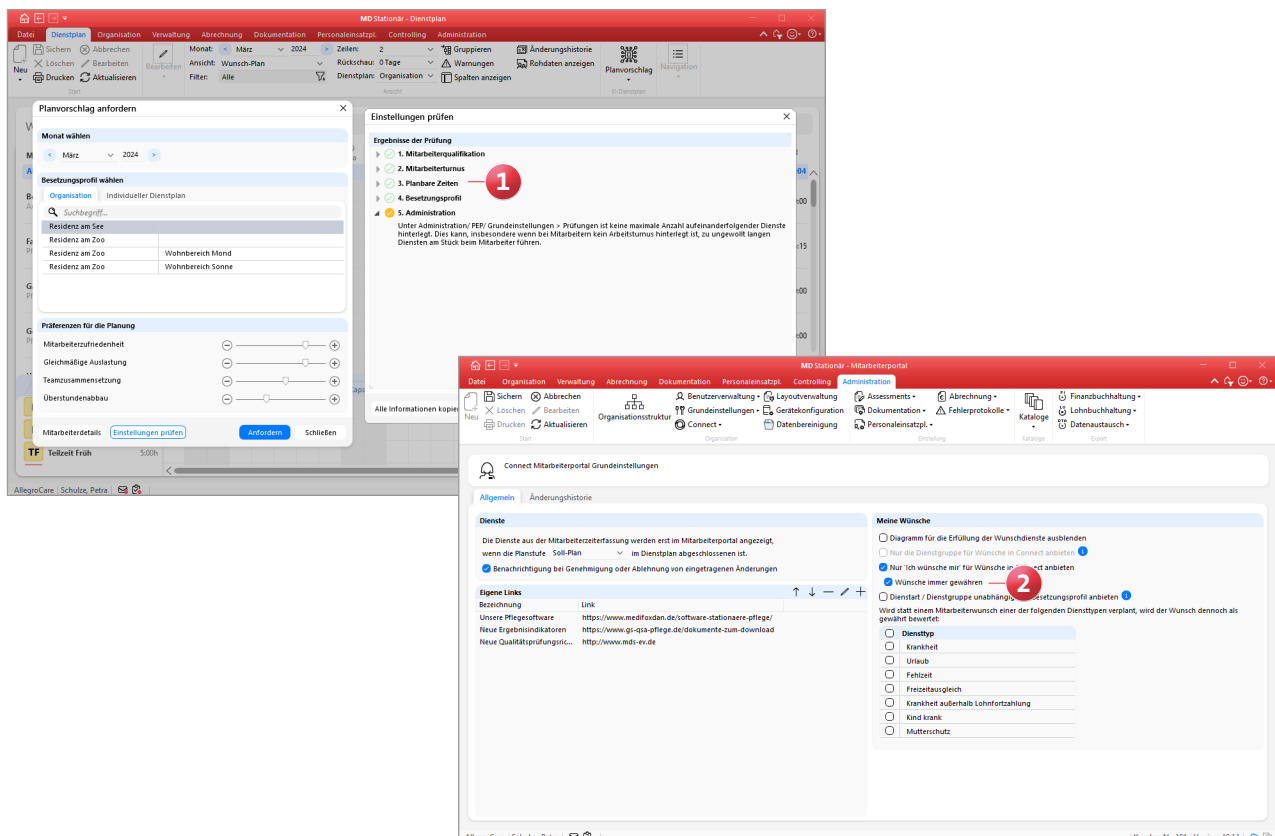 MD Stationär - Dienstplan
Datei Dienstplan Organisation Verwaltung Abrechnung Dokumentation Personaleinsatzpl. Controlling Administration
Neu
Sichern Abbrechen
Löschen Bearbeiten
Drucken Aktualisieren
Start
Bearbeiten
Monat: < März 2024 >
Ansicht: Wunsch-Plan
Filter: Alle
Zeilen: 2
Rückschau: 0 Tage
Dienstplan: Organisation
Gruppieren
Warnungen
Spalten anzeigen
Änderungshistorie
Rohdaten anzeigen
Ansicht
Planvorschlag
KI-Dienstplan
Navigation
Planvorschlag anfordern
Monat wählen
< März 2024 >
Besetzungsprofil wählen
Organisation Individueller Dienstplan
Suchbegriff...
Residenz am See
Residenz am Zoo
Residenz am Zoo Wohnbereich Mond
Residenz am Zoo Wohnbereich Sonne
Präferenzen für die Planung
Mitarbeiterzufriedenheit
Gleichmäßige Auslastung
Teamzusammensetzung
Überstundenabbau
Mitarbeiterdetails Einstellungen prüfen Anfordern Schließen
TF Teilzeit Früh 5:00h
AllegroCare Schulze, Petra
Einstellungen prüfen
Ergebnisse der Prüfung
1. Mitarbeiterqualifikation
2. Mitarbeiterturnus
3. Planbare Zeiten
4. Besetzungsprofil
5. Administration
Unter Administration/ PEP/ Grundeinstellungen > Prüfungen ist keine maximale Anzahl aufeinanderfolgender Dienste
hinterlegt. Dies kann, insbesondere wenn bei Mitarbeitern kein Arbeitsturnus hinterlegt ist, zu ungewollt langen
Diensten am Stück beim Mitarbeiter führen.
1
MD Stationär - Mitarbeiterportal
Datei Organisation Verwaltung Abrechnung Dokumentation Personaleinsatzpl. Controlling Administration
Neu
Sichern Abbrechen
Löschen Bearbeiten
Drucken Aktualisieren
Start
Organisationsstruktur
Benutzerverwaltung
Grundeinstellungen
Connect
Layoutverwaltung
Gerätekonfiguration
Datenbereinigung
Organisation
Assessments
Dokumentation
Personaleinsatzpl.
Abrechnung
Fehlerprotokolle
Einstellung
Kataloge
Kataloge
Finanzbuchhaltung
Lohnbuchhaltung
Datenaustausch
Export
Connect Mitarbeiterportal Grundeinstellungen
Allgemein Änderungshistorie
Dienste
Die Dienste aus der Mitarbeiterzeiterfassung werden erst im Mitarbeiterportal angezeigt,
wenn die Planstufe Soll-Plan im Dienstplan abgeschlossenen ist.
Benachrichtigung bei Genehmigung oder Ablehnung von eingetragenen Änderungen
Eigene Links
Bezeichnung Link
Unsere Pflegesoftware https://www.medifoxdan.de/software-stationaere-pflege/
Neue Ergebnisindikatoren https://www.gs-qsa-pflege.de/dokumente-zum-download
Neue Qualitätsprüfungsric... http://www.mds-ev.de
Meine Wünsche
Diagramm für die Erfüllung der Wunschdienste ausblenden
Nur die Dienstgruppe für Wünsche in Connect anbieten
Nur 'Ich wünsche mir' für Wünsche in anbieten
Wünsche immer gewähren
2
Dienstart / Dienstgruppe unabhängig anbieten
Wird statt einem Mitarbeiterwunsch einer der folgenden Diensttypen verplant, wird der Wunsch dennoch als
gewährt bewertet:
Diensttyp
Krankheit
Urlaub
Fehlzeit
Freizeitausgleich
Krankheit außerhalb Lohnfortzahlung
Kind krank
Mutterschutz